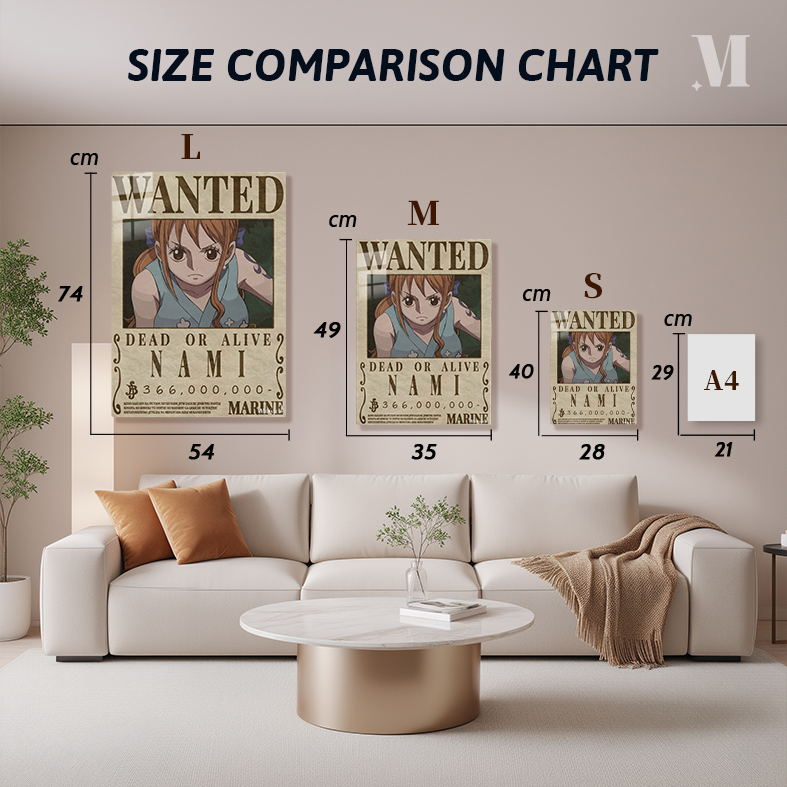 SIZE COMPARISON CHART
M
cm
L
74
54
WANTED
DEAD OR ALIVE
NAMI
366,000,000-
MARINE
cm
M
49
35
WANTED
DEAD OR ALIVE
NAMI
366,000,000-
MARINE
cm
S
40
28
WANTED
DEAD OR ALIVE
NAMI
366,000,000-
MARINE
cm
29
21
A4